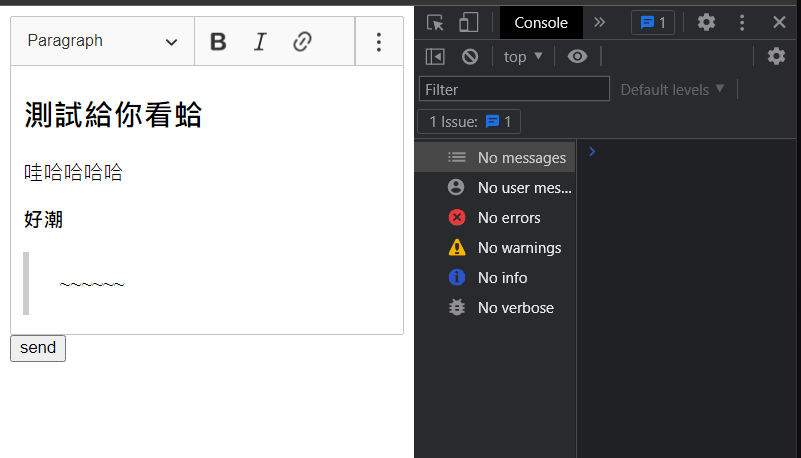 Paragraph
B I
測試給你看蛤
哇哈哈哈哈
好潮
~~~~~~
send
Console
1
top
Filter
Default levels
1 Issue: 1
No messages
No user mes...
No errors
No warnings
No info
No verbose